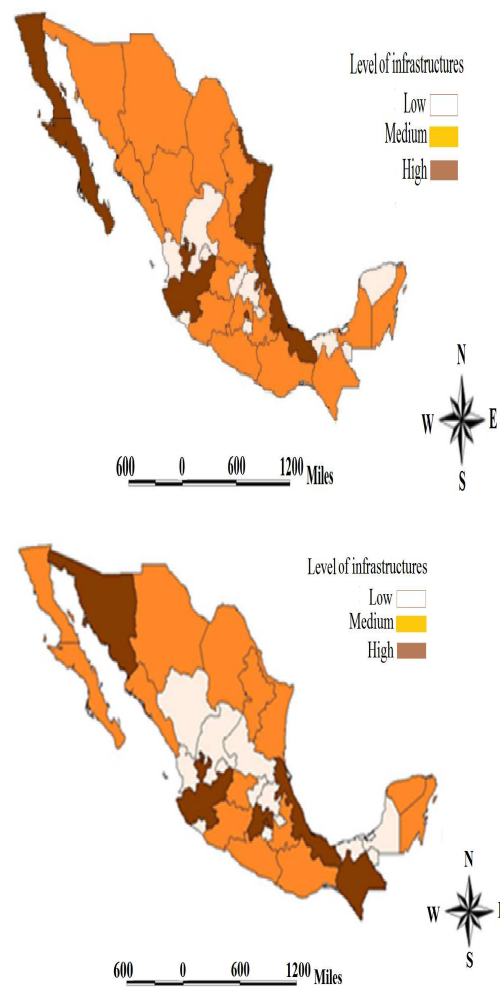 Level of infrastructures
Low
Medium
High
N
W E
S
600 0 600 1200 Miles
Level of infrastructures
Low
Medium
High
N
W
S
600 0 600 1200 Miles